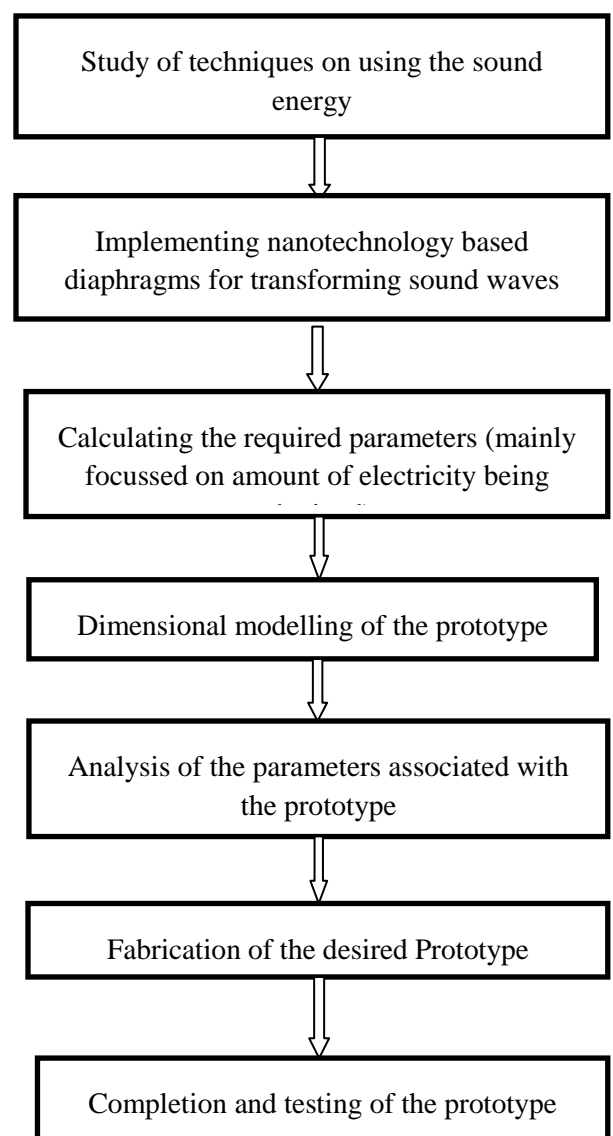 Study of techniques on using the sound
energy
Implementing nanotechnology based
diaphragms for transforming sound waves
Calculating the required parameters (mainly
focussed on amount of electricity being
Dimensional modelling of the prototype
Analysis of the parameters associated with
the prototype
Fabrication of the desired Prototype
Completion and testing of the prototype